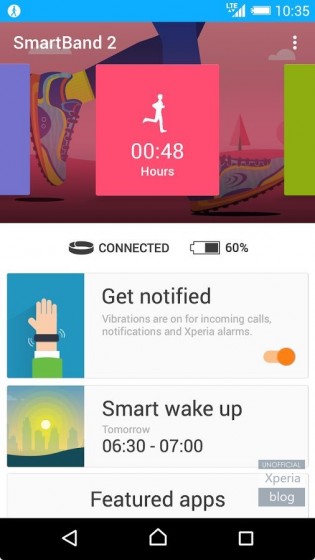 LTE 10:35
SmartBand 2
00:48
Hours
CONNECTED 60%
Get notified
Vibrations are on for incoming calls,
notifications and Xperia alarms.
Smart wake up
Tomorrow
06:30 - 07:00
UNOFFICIAL
Xperia
blog
Featured apps